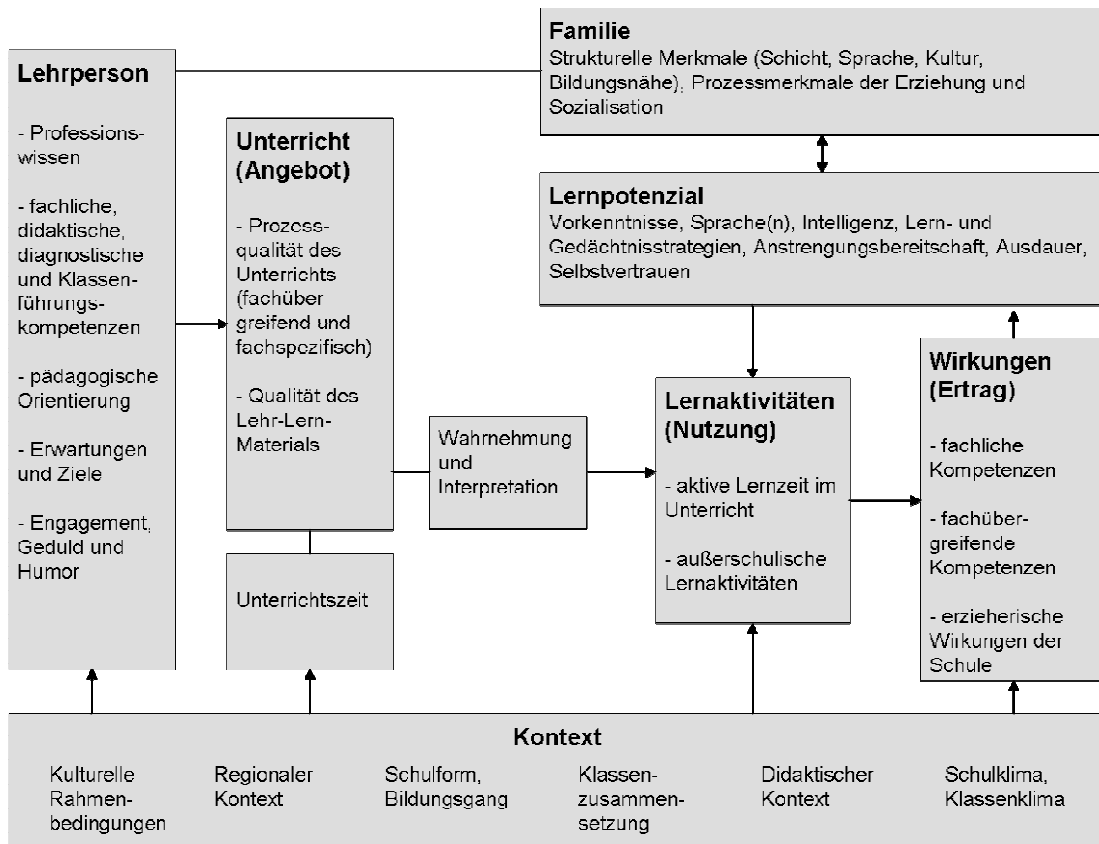 Lehrperson
- Professions-
wissen
- fachliche,
didaktische,
diagnostische
und Klassen-
führungs-
kompetenzen
- pädagogische
Orientierung
- Erwartungen
und Ziele
- Engagement,
Geduld und
Humor
Unterricht
(Angebot)
- Prozess-
qualität des
Unterrichts
(fachüber
greifend und
fachspezifisch)
- Qualität des
Lehr-Lern-
Materials
Unterrichtszeit
Wahrnehmung
und
Interpretation
Familie
Strukturelle Merkmale (Schicht, Sprache, Kultur,
Bildungsnähe), Prozessmerkmale der Erziehung und
Sozialisation
Lernpotenzial
Vorkenntnisse, Sprache(n), Intelligenz, Lern- und
Gedächtnisstrategien, Anstrengungsbereitschaft, Ausdauer,
Selbstvertrauen
Lernaktivitäten
(Nutzung)
- aktive Lernzeit im
Unterricht
- außerschulische
Lernaktivitäten
Wirkungen
(Ertrag)
- fachliche
Kompetenzen
- fachüber-
greifende
Kompetenzen
- erzieherische
Wirkungen der
Schule
Kontext
Kulturelle
Rahmen-
bedingungen
Regionaler
Kontext
Schulform,
Bildungsgang
Klassen-
zusammen-
setzung
Didaktischer
Kontext
Schulklima,
Klassenklima